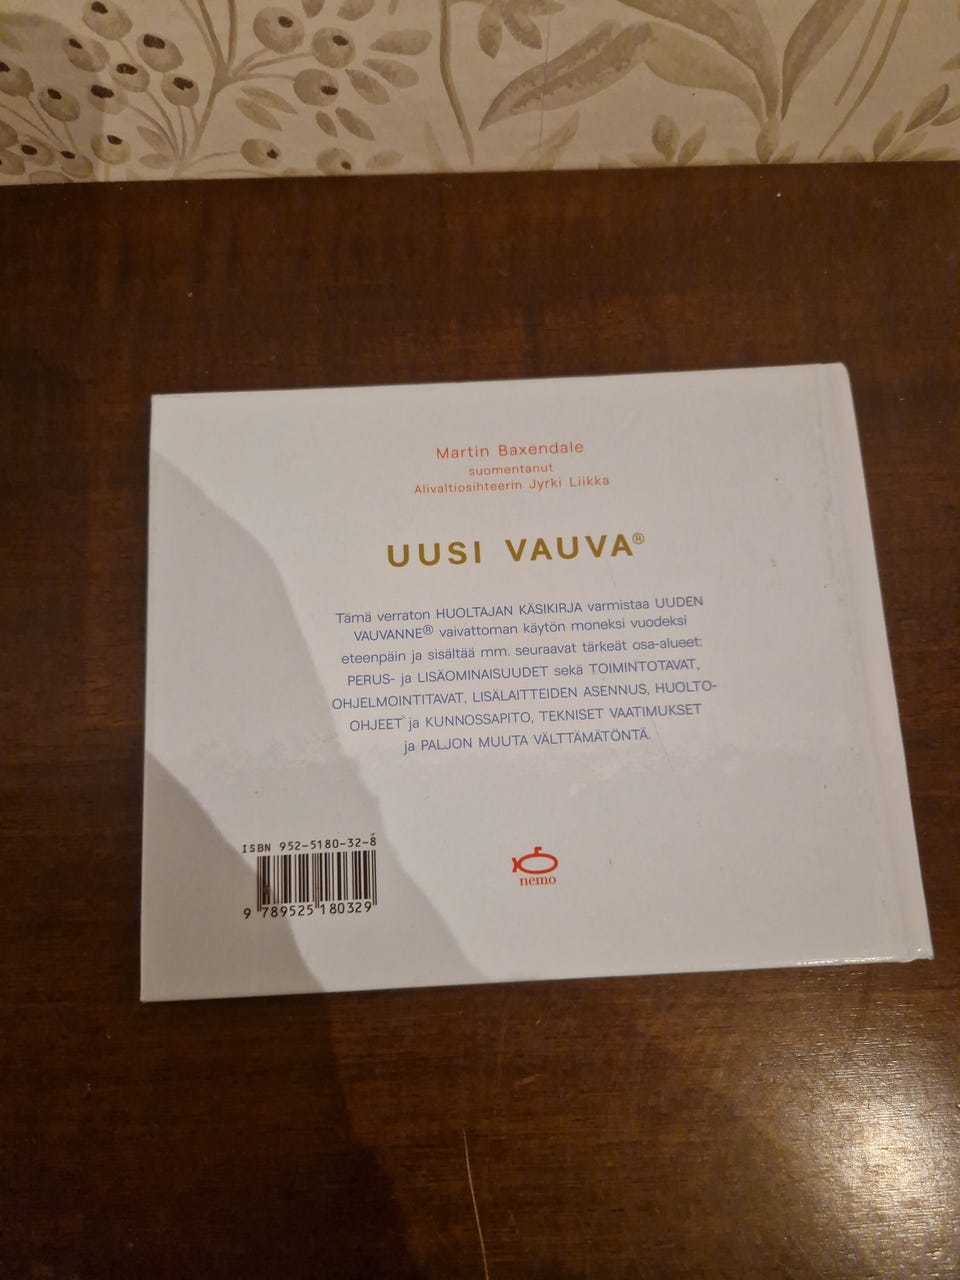 Martin Baxendale
suomentanut
Alivaltiosihteerin Jyrki Liikka
UUSI VAUVA®
Tämä verraton HUOLTAJAN KÄSIKIRJA varmistaa UUDEN
VAUVANNE® vaivattoman käytön moneksi vuodeksi
eteenpäin ja sisältää mm. seuraavat tärkeät osa-alueet:
PERUS- ja LISÄOMINAISUUDET sekä TOIMINTOTAVAT,
OHJELMOINTITAVAT, LISÄLAITTEIDEN ASENNUS, HUOLTO-
OHJEET ja KUNNOSSAPITO, TEKNISET VAATIMUKSET
ja PALJON MUUTA VÄLTTÄMÄTÖNTÄ.
ISBN 952-5180-32-8
9 789525 180329
nemo